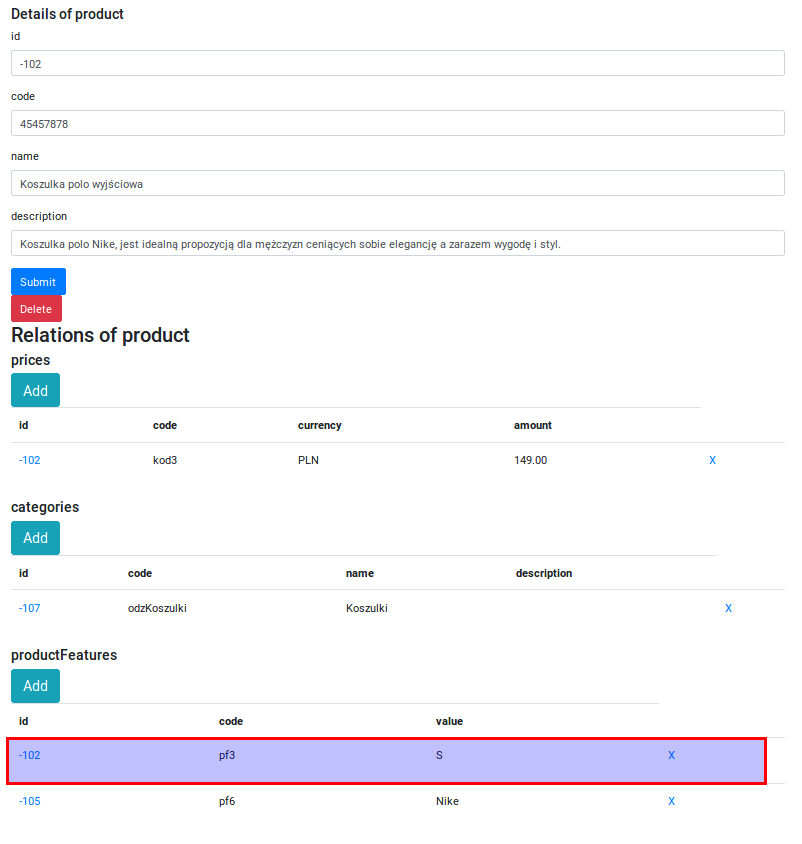 Details of product
id
-102
code
45457878
name
Koszulka polo wyjściowa
description
Koszulka polo Nike, jest idealną propozycją dla mężczyzn ceniących sobie elegancję a zarazem wygodę i styl.
Submit
Delete
Relations of product
prices
Add
id code currency amount
-102 kod3 PLN 149.00 X
categories
Add
id code name description
-107 odzKoszulki Koszulki X
productFeatures
Add
id code value
-102 pf3 S X
-105 pf6 Nike X